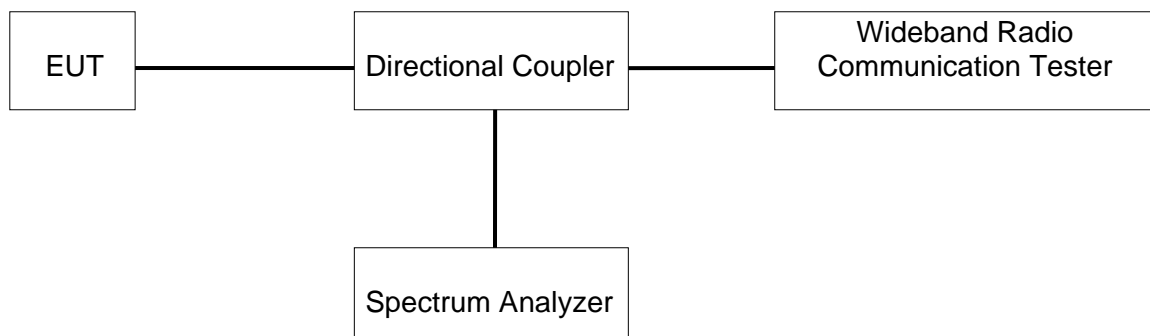 EUT
Directional Coupler
Wideband Radio
Communication Tester
Spectrum Analyzer